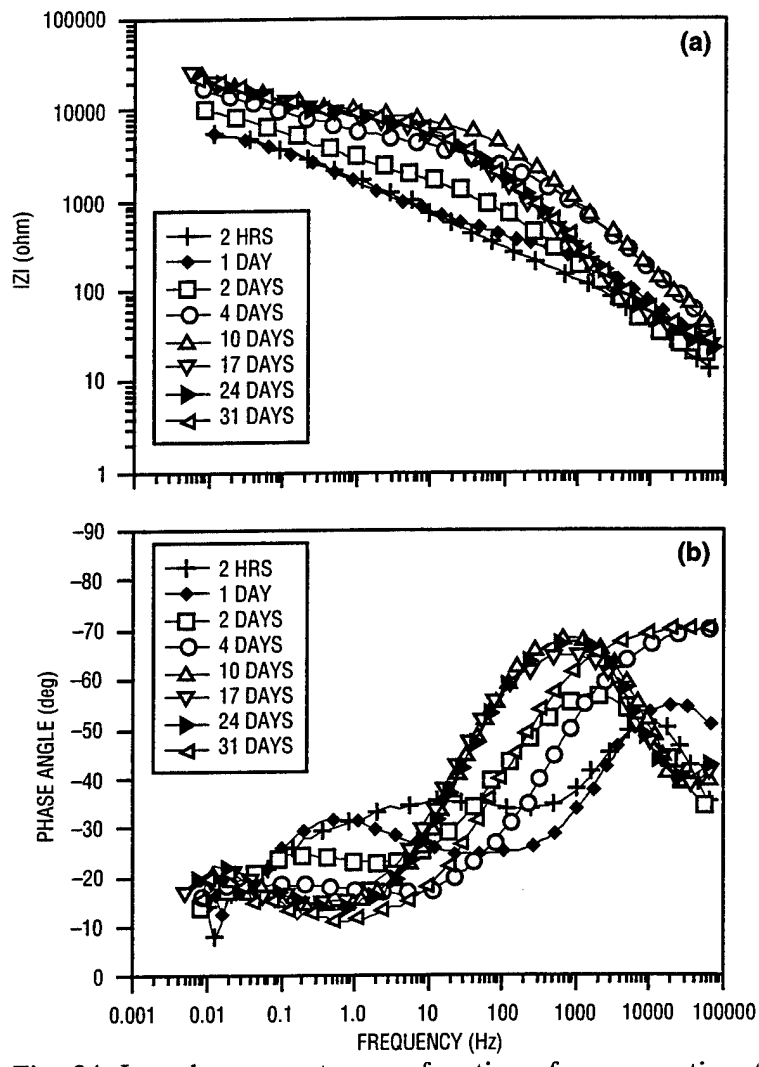 100000
10000
1000
100
10
1
|Z| (ohm)
(a)
2 HRS
1 DAY
2 DAYS
4 DAYS
10 DAYS
17 DAYS
24 DAYS
31 DAYS
-90
-80
-70
-60
-50
-40
-30
-20
-10
0
PHASE ANGLE (deg)
(b)
2 HRS
1 DAY
2 DAYS
4 DAYS
10 DAYS
17 DAYS
24 DAYS
31 DAYS
0.001 0.01 0.1 1.0 10 100 1000 10000 100000
FREQUENCY (Hz)